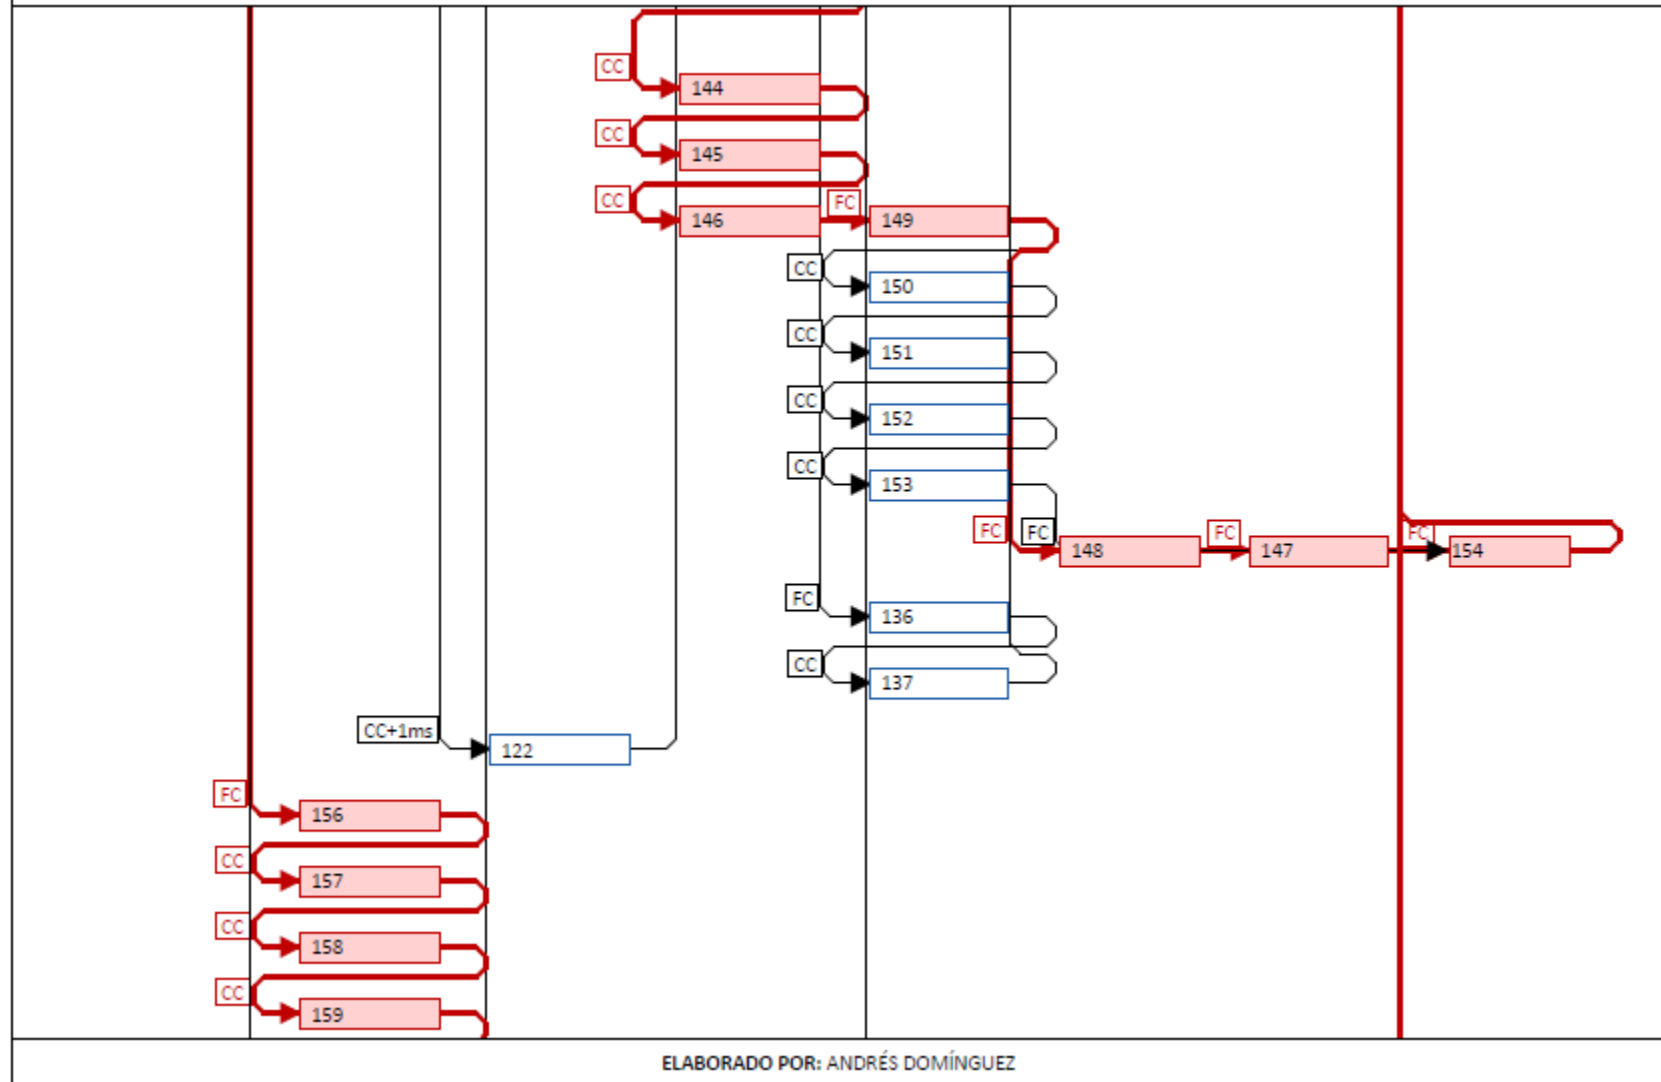 CC
144
CC
145
CC
FC
146
149
CC
150
CC
151
CC
152
CC
153
FC
FC
FC
FC
148
147
154
FC
136
CC
137
CC+1ms
122
FC
156
CC
157
CC
158
CC
159
ELABORADO POR: ANDRÉS DOMÍNGUEZ